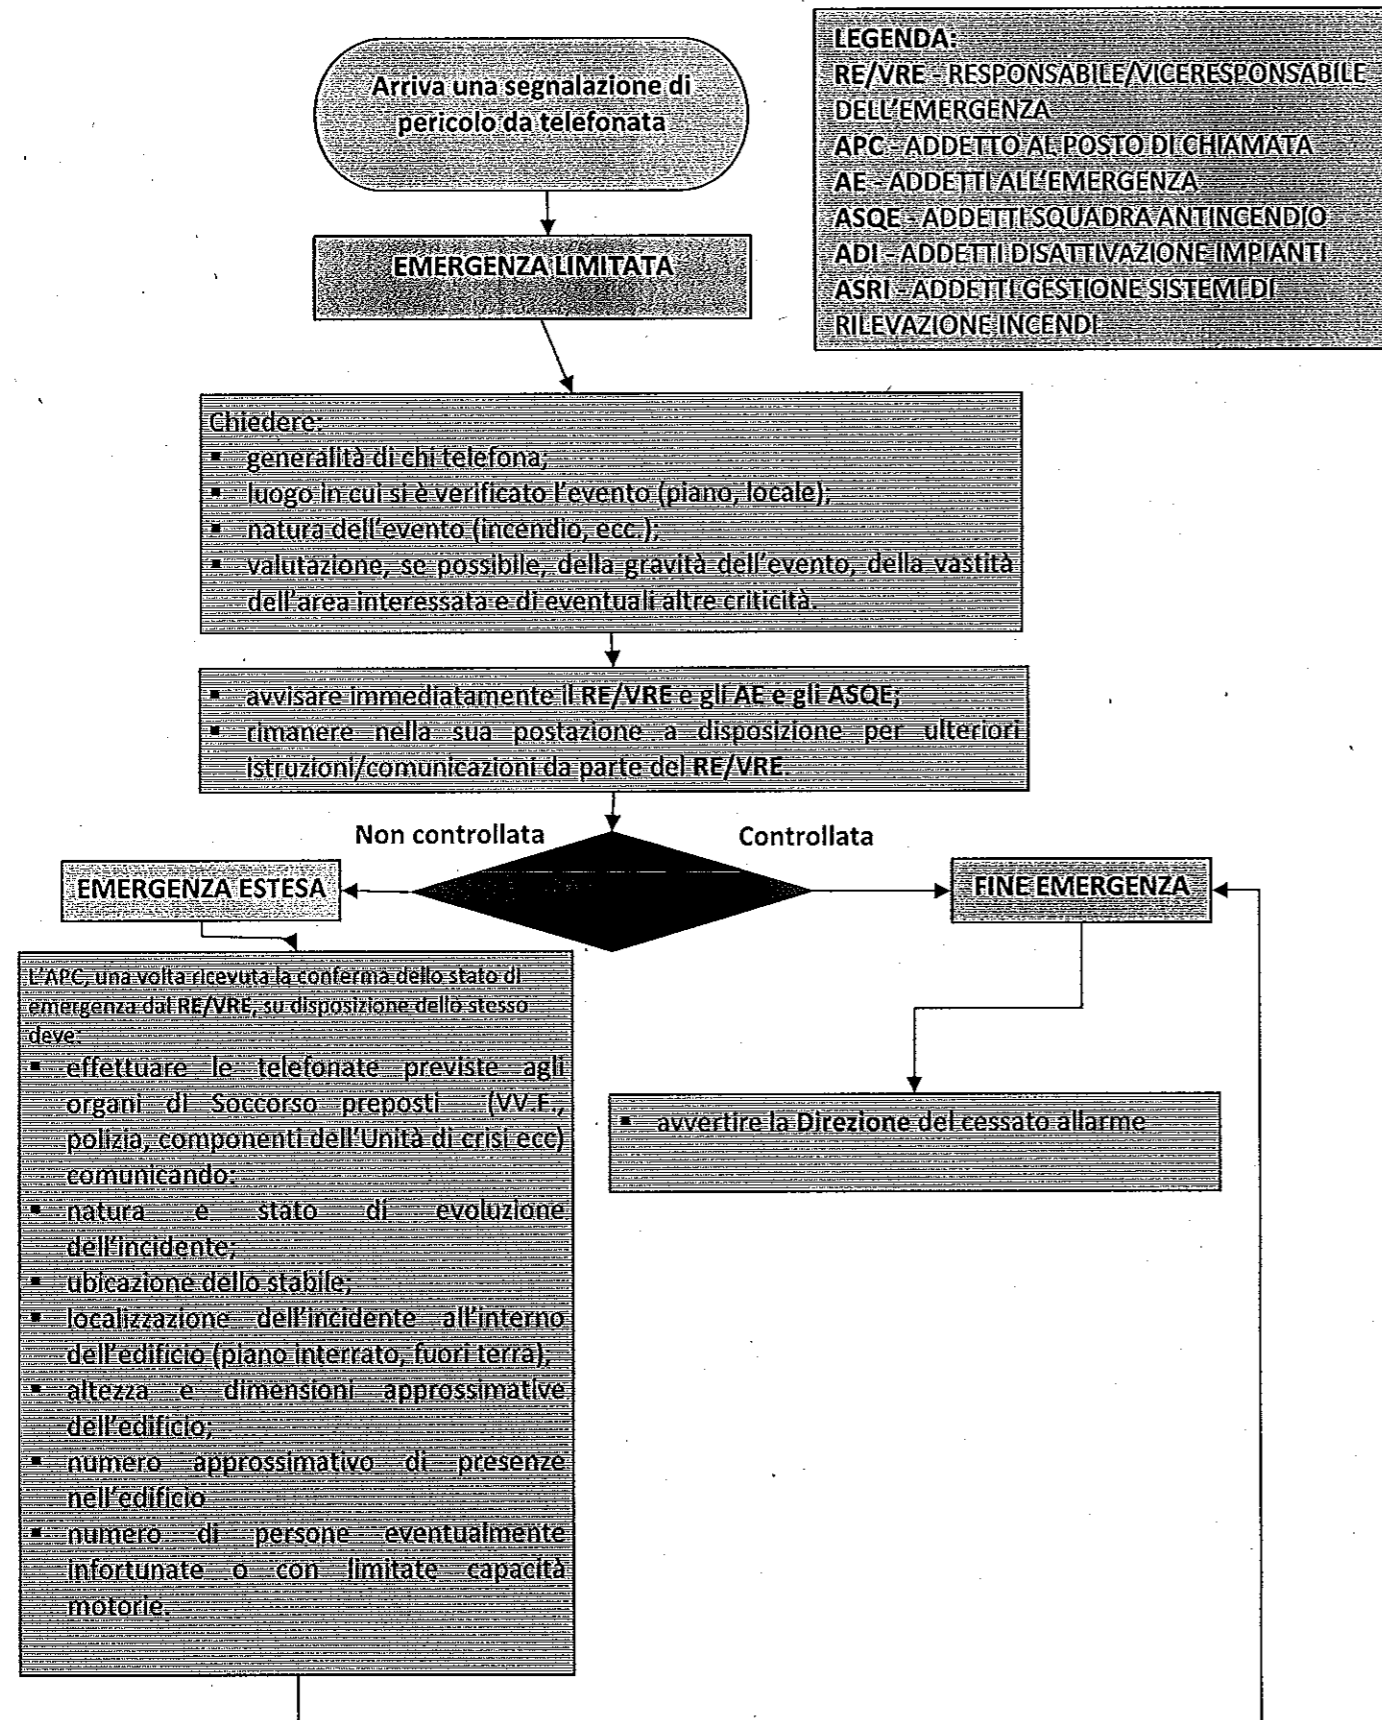 Arriva una segnalazione di
pericolo da telefonata
LEGENDA:
RE/VRE - RESPONSABILE/VICERESPONSABILE
DELL'EMERGENZA
APC - ADDETTO AL POSTO DI CHIAMATA
AE - ADDETTI ALL'EMERGENZA
ASQE - ADDETTI SQUADRA ANTINCENDIO
ADI - ADDETTI DISATTIVAZIONE IMPIANTI
ASRI - ADDETTI GESTIONE SISTEMI DI
RILEVAZIONE INCENDI
EMERGENZA LIMITATA
Chiedere:
▪ generalità di chi telefona;
▪ luogo in cui si è verificato l'evento (piano, locale);
▪ natura dell'evento (incendio, ecc.);
▪ valutazione, se possibile, della gravità dell'evento, della vastità
dell'area interessata e di eventuali altre criticità.
▪ avvisare immediatamente il RE/VRE e gli AE e gli ASQE;
▪ rimanere nella sua postazione a disposizione per ulteriori
istruzioni/comunicazioni da parte del RE/VRE.
Non controllata
Controllata
EMERGENZA ESTESA
FINE EMERGENZA
L'APC, una volta ricevuta la conferma dello stato di
emergenza dal RE/VRE, su disposizione dello stesso
deve:
▪ effettuare le telefonate previste agli
organi di Soccorso preposti (VV.F.,
polizia, componenti dell'Unità di crisi ecc)
comunicando:
▪ natura e stato di evoluzione
dell'incidente;
▪ ubicazione dello stabile;
▪ localizzazione dell'incidente all'interno
dell'edificio (piano interrato, fuori terra);
▪ altezza e dimensioni approssimative
dell'edificio;
▪ numero approssimativo di presenze
nell'edificio
▪ numero di persone eventualmente
infortunate o con limitate capacità
motorie.
▪ avvertire la Direzione del cessato allarme